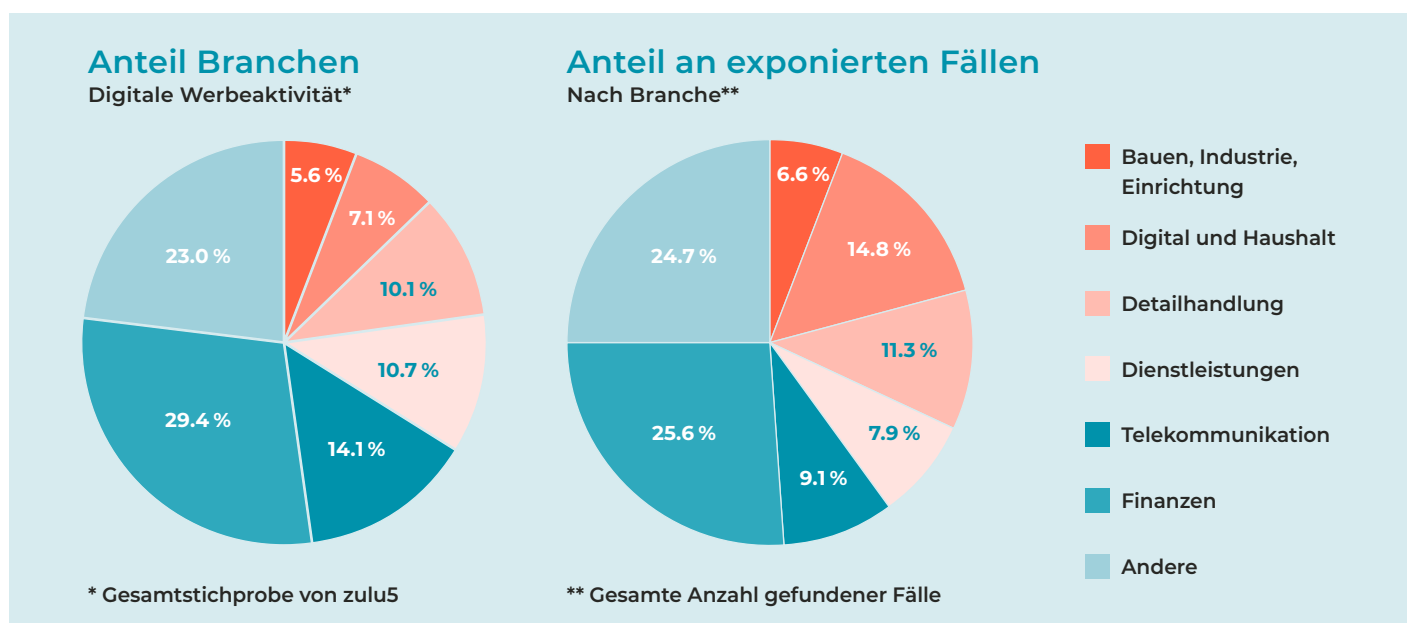 Anteil Branchen
Digitale Werbeaktivität*
5.6 %
7.1 %
10.1 %
10.7 %
14.1 %
29.4 %
23.0 %
* Gesamtstichprobe von zulu5
Anteil an exponierten Fällen
Nach Branche**
6.6 %
14.8 %
11.3 %
7.9 %
9.1 %
25.6 %
24.7 %
** Gesamte Anzahl gefundener Fälle
Bauen, Industrie,
Einrichtung
Digital und Haushalt
Detailhandlung
Dienstleistungen
Telekommunikation
Finanzen
Andere